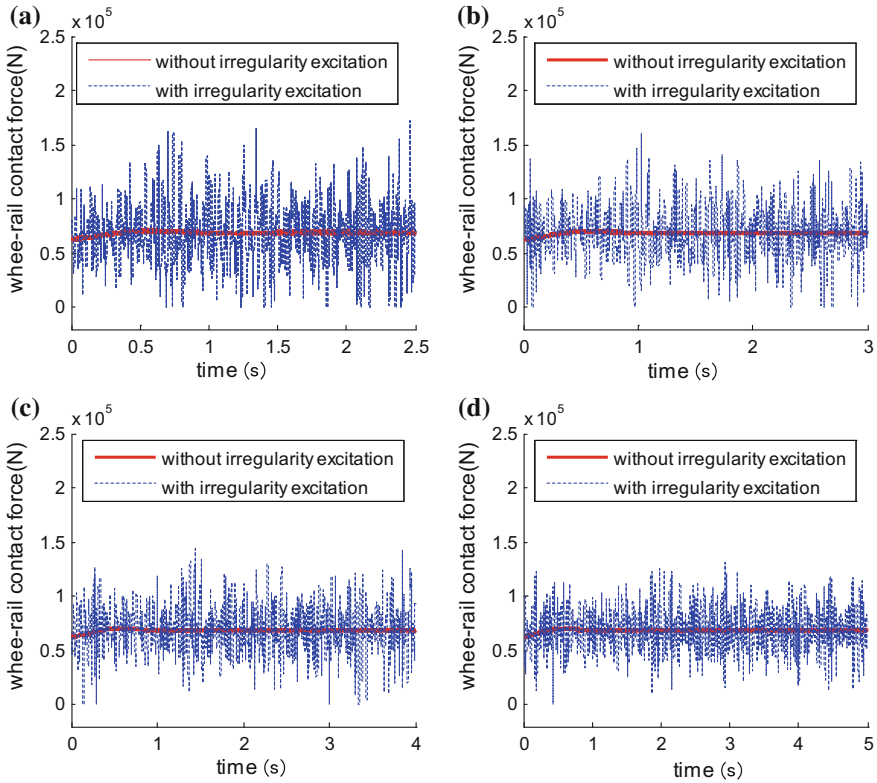 (a)
x 10^5
2.5
2
1.5
1
0.5
0
whee-rail contact force(N)
without irregularity excitation
with irregularity excitation
0 0.5 1 1.5 2 2.5
time (s)
(b)
x 10^5
2.5
2
1.5
1
0.5
0
whee-rail contact force(N)
without irregularity excitation
with irregularity excitation
0 1 2 3
time (s)
(c)
x 10^5
2.5
2
1.5
1
0.5
0
whee-rail contact force(N)
without irregularity excitation
with irregularity excitation
0 1 2 3 4
time (s)
(d)
x 10^5
2.5
2
1.5
1
0.5
0
whee-rail contact force(N)
without irregularity excitation
with irregularity excitation
0 1 2 3 4 5
time (s)